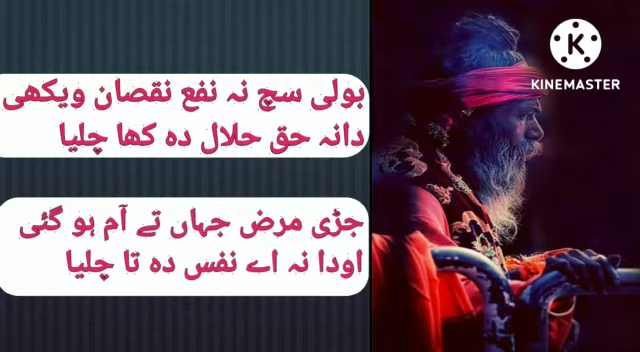 بولی سچ نہ نفع نقصان ویکھی
دانہ حق حلال دہ کھا چلیا
جڑی مرض جہاں تے آم ہو گئی
اودا نہ اے نفس دہ تا چلیا
KINEMASTER